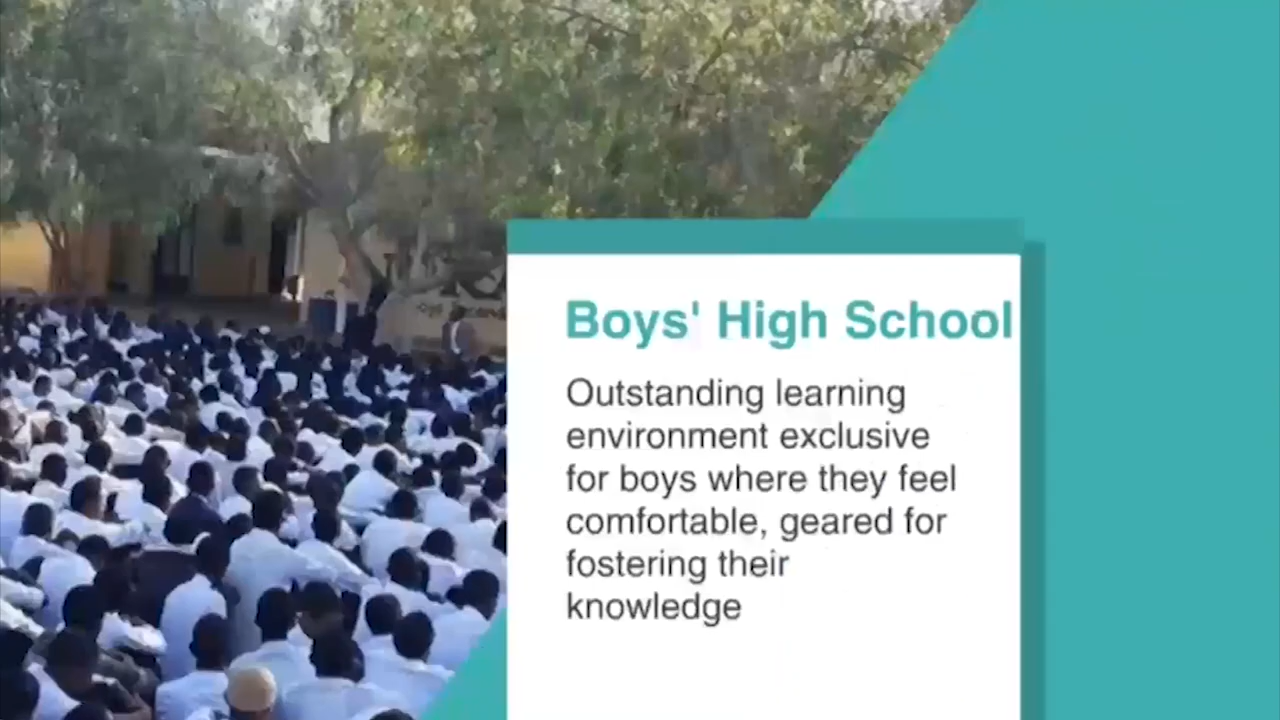 Boys' High School
Outstanding learning
environment exclusive
for boys where they feel
comfortable, geared for
fostering their
knowledge